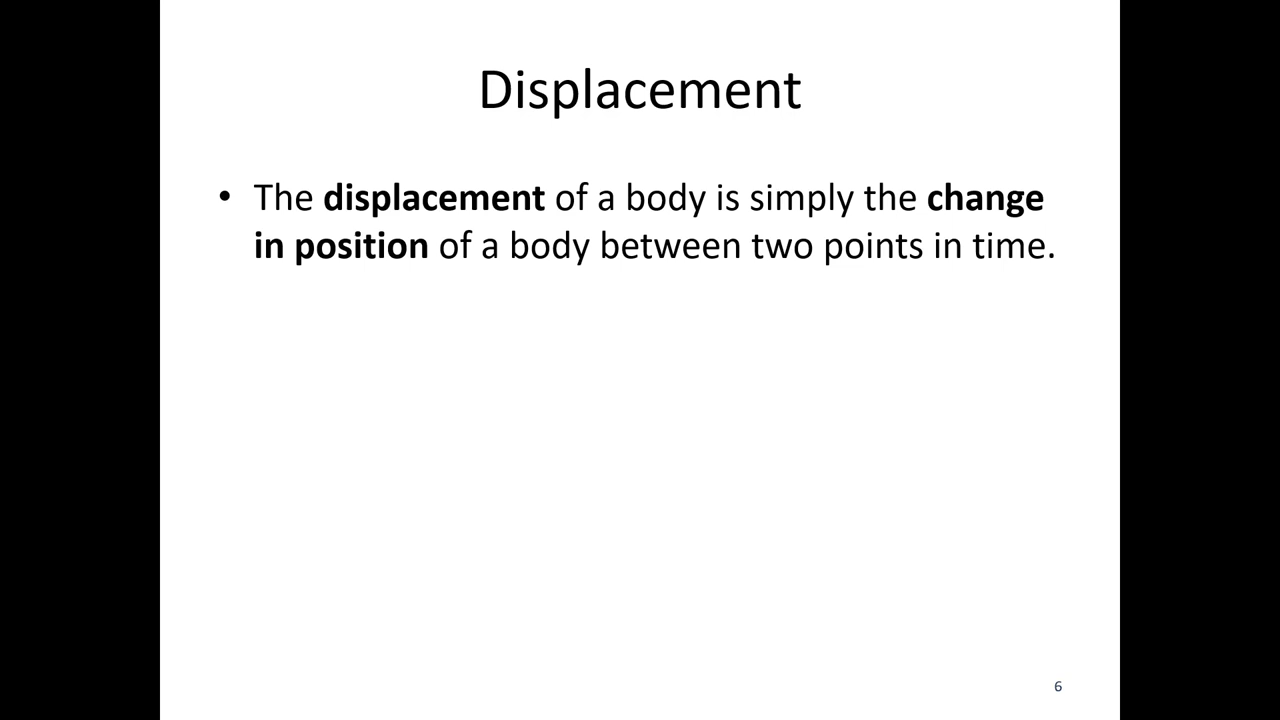 Displacement
• The displacement of a body is simply the change
in position of a body between two points in time.
6